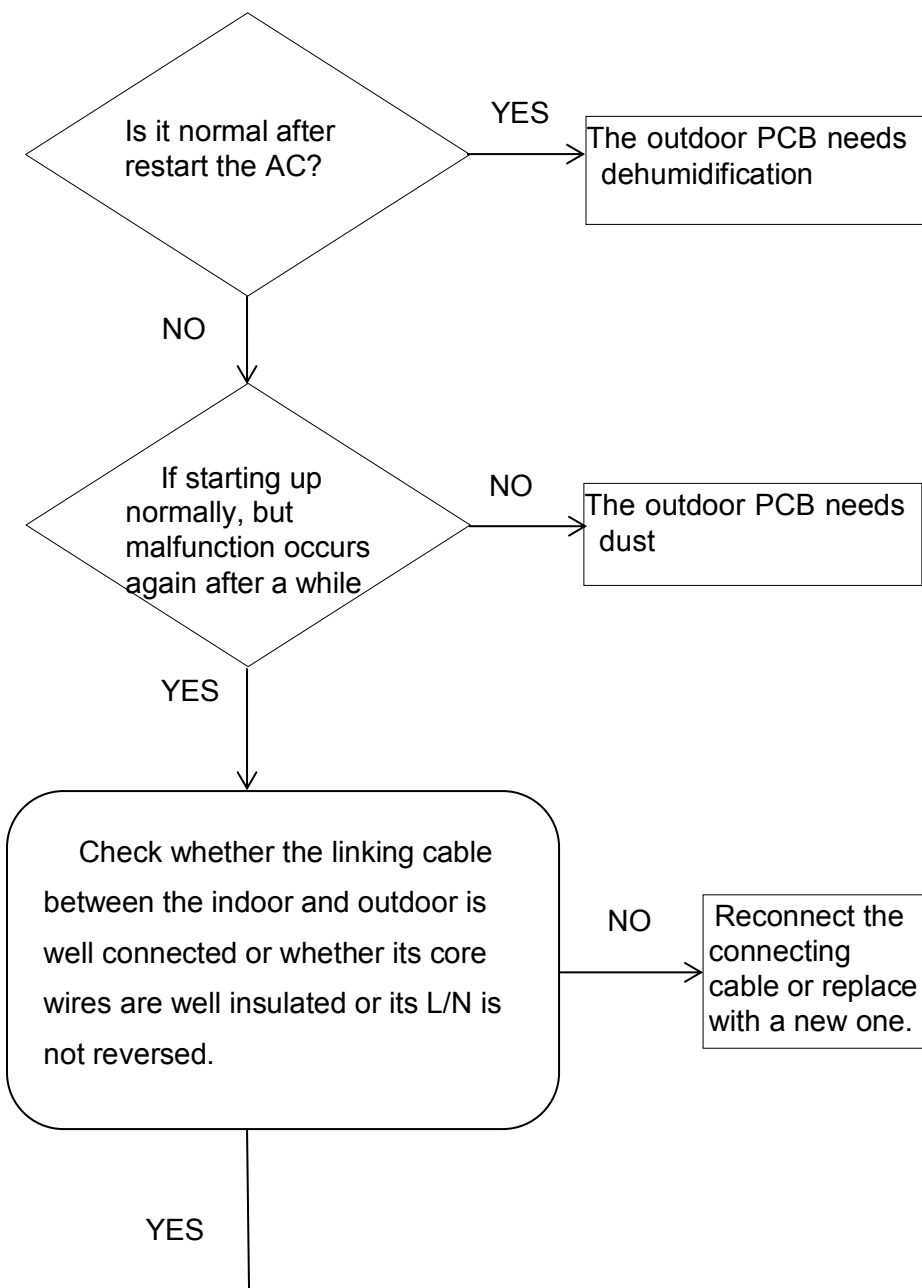 Is it normal after
restart the AC?
YES
The outdoor PCB needs
dehumidification
NO
If starting up
normally, but
malfunction occurs
again after a while
NO
The outdoor PCB needs
dust
YES
Check whether the linking cable
between the indoor and outdoor is
well connected or whether its core
wires are well insulated or its L/N is
not reversed.
NO
Reconnect the
connecting
cable or replace
with a new one.
YES